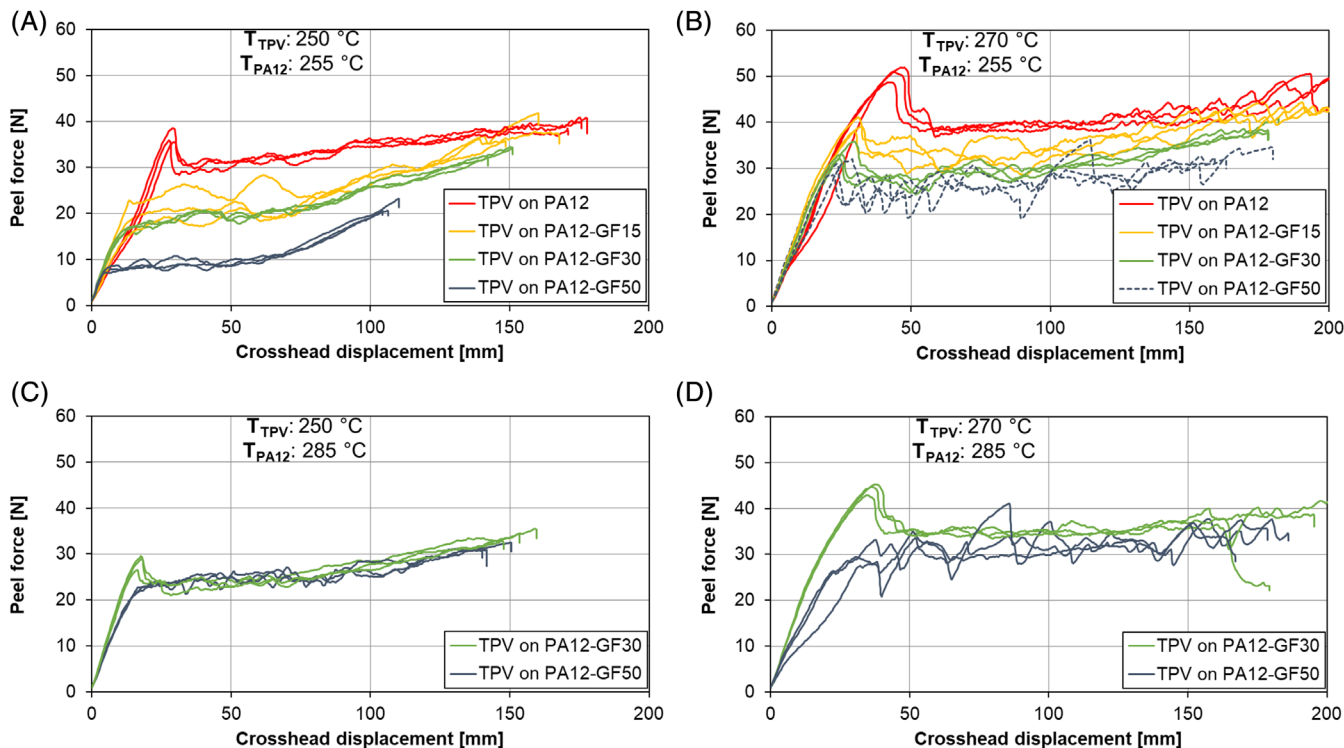 (A)
T_TPV: 250 °C
T_PA12: 255 °C
Peel force [N]
60
50
40
30
20
10
0
TPV on PA12
TPV on PA12-GF15
TPV on PA12-GF30
TPV on PA12-GF50
0 50 100 150 200
Crosshead displacement [mm]
(B)
T_TPV: 270 °C
T_PA12: 255 °C
Peel force [N]
60
50
40
30
20
10
0
TPV on PA12
TPV on PA12-GF15
TPV on PA12-GF30
TPV on PA12-GF50
0 50 100 150 200
Crosshead displacement [mm]
(C)
T_TPV: 250 °C
T_PA12: 285 °C
Peel force [N]
60
50
40
30
20
10
0
TPV on PA12-GF30
TPV on PA12-GF50
0 50 100 150 200
Crosshead displacement [mm]
(D)
T_TPV: 270 °C
T_PA12: 285 °C
Peel force [N]
60
50
40
30
20
10
0
TPV on PA12-GF30
TPV on PA12-GF50
0 50 100 150 200
Crosshead displacement [mm]